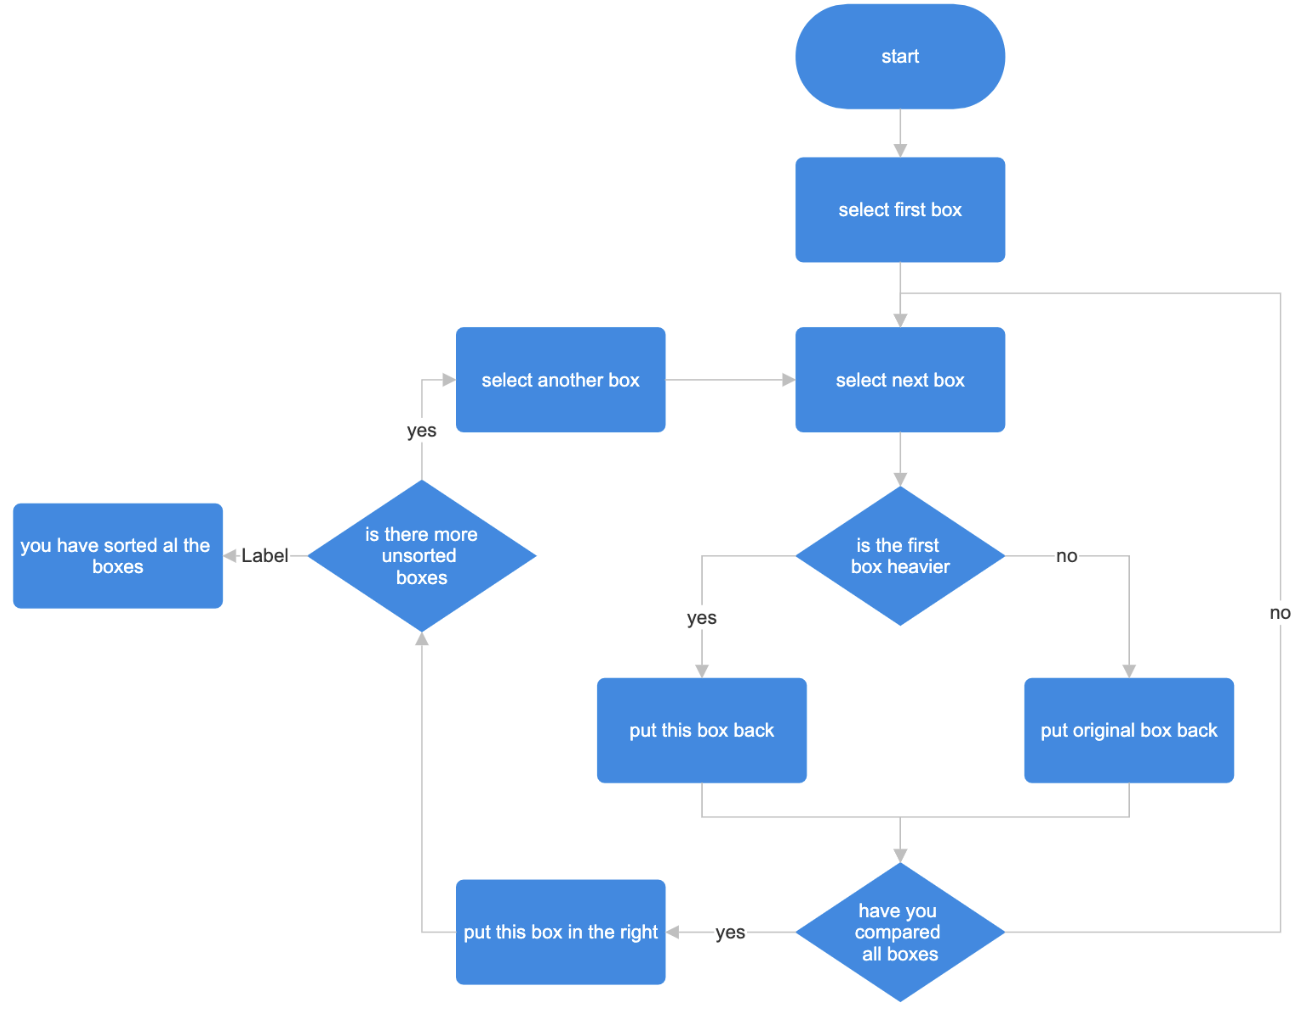 start
select first box
select another box
select next box
yes
you have sorted al the
boxes
Label
is there more
unsorted
boxes
is the first
box heavier
no
yes
no
put this box back
put original box back
put this box in the right
yes
have you
compared
all boxes